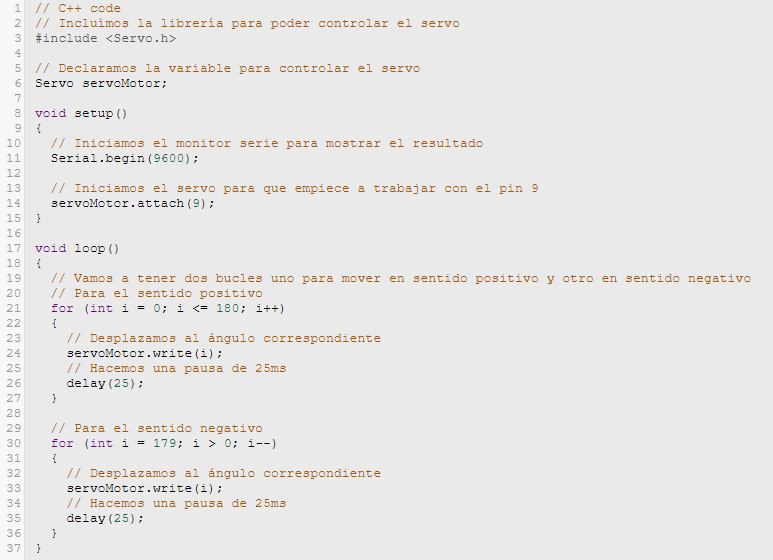 1 // C++ code
2 // Incluímos la librería para poder controlar el servo
3 #include <Servo.h>
4
5 // Declaramos la variable para controlar el servo
6 Servo servoMotor;
7
8 void setup()
9 {
10   // Iniciamos el monitor serie para mostrar el resultado
11   Serial.begin(9600);
12
13   // Iniciamos el servo para que empiece a trabajar con el pin 9
14   servoMotor.attach(9);
15 }
16
17 void loop()
18 {
19   // Vamos a tener dos bucles uno para mover en sentido positivo y otro en sentido negativo
20   // Para el sentido positivo
21   for (int i = 0; i <= 180; i++)
22   {
23     // Desplazamos al ángulo correspondiente
24     servoMotor.write(i);
25     // Hacemos una pausa de 25ms
26     delay(25);
27   }
28
29   // Para el sentido negativo
30   for (int i = 179; i > 0; i--)
31   {
32     // Desplazamos al ángulo correspondiente
33     servoMotor.write(i);
34     // Hacemos una pausa de 25ms
35     delay(25);
36   }
37 }